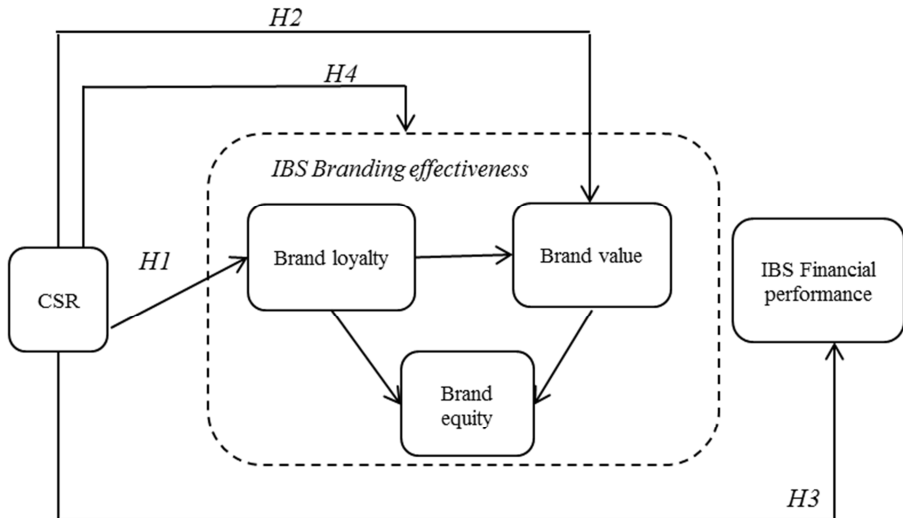 H2
H4
IBS Branding effectiveness
H1
Brand loyalty
Brand value
CSR
IBS Financial
performance
Brand
equity
H3